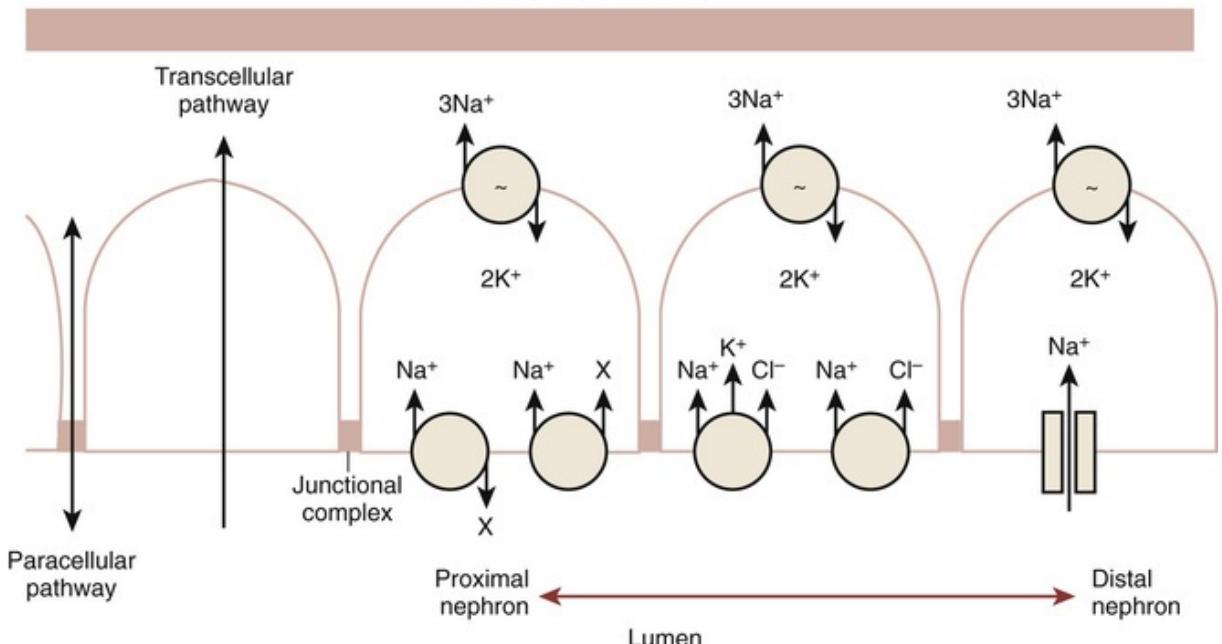 Transcellular
pathway
3Na⁺
3Na⁺
3Na⁺
~
~
~
2K⁺
2K⁺
2K⁺
Na⁺
Na⁺
X
Na⁺
K⁺
Cl⁻
Na⁺
Cl⁻
Na⁺
Junctional
complex
X
Paracellular
pathway
Proximal
nephron
Distal
nephron
Lumen